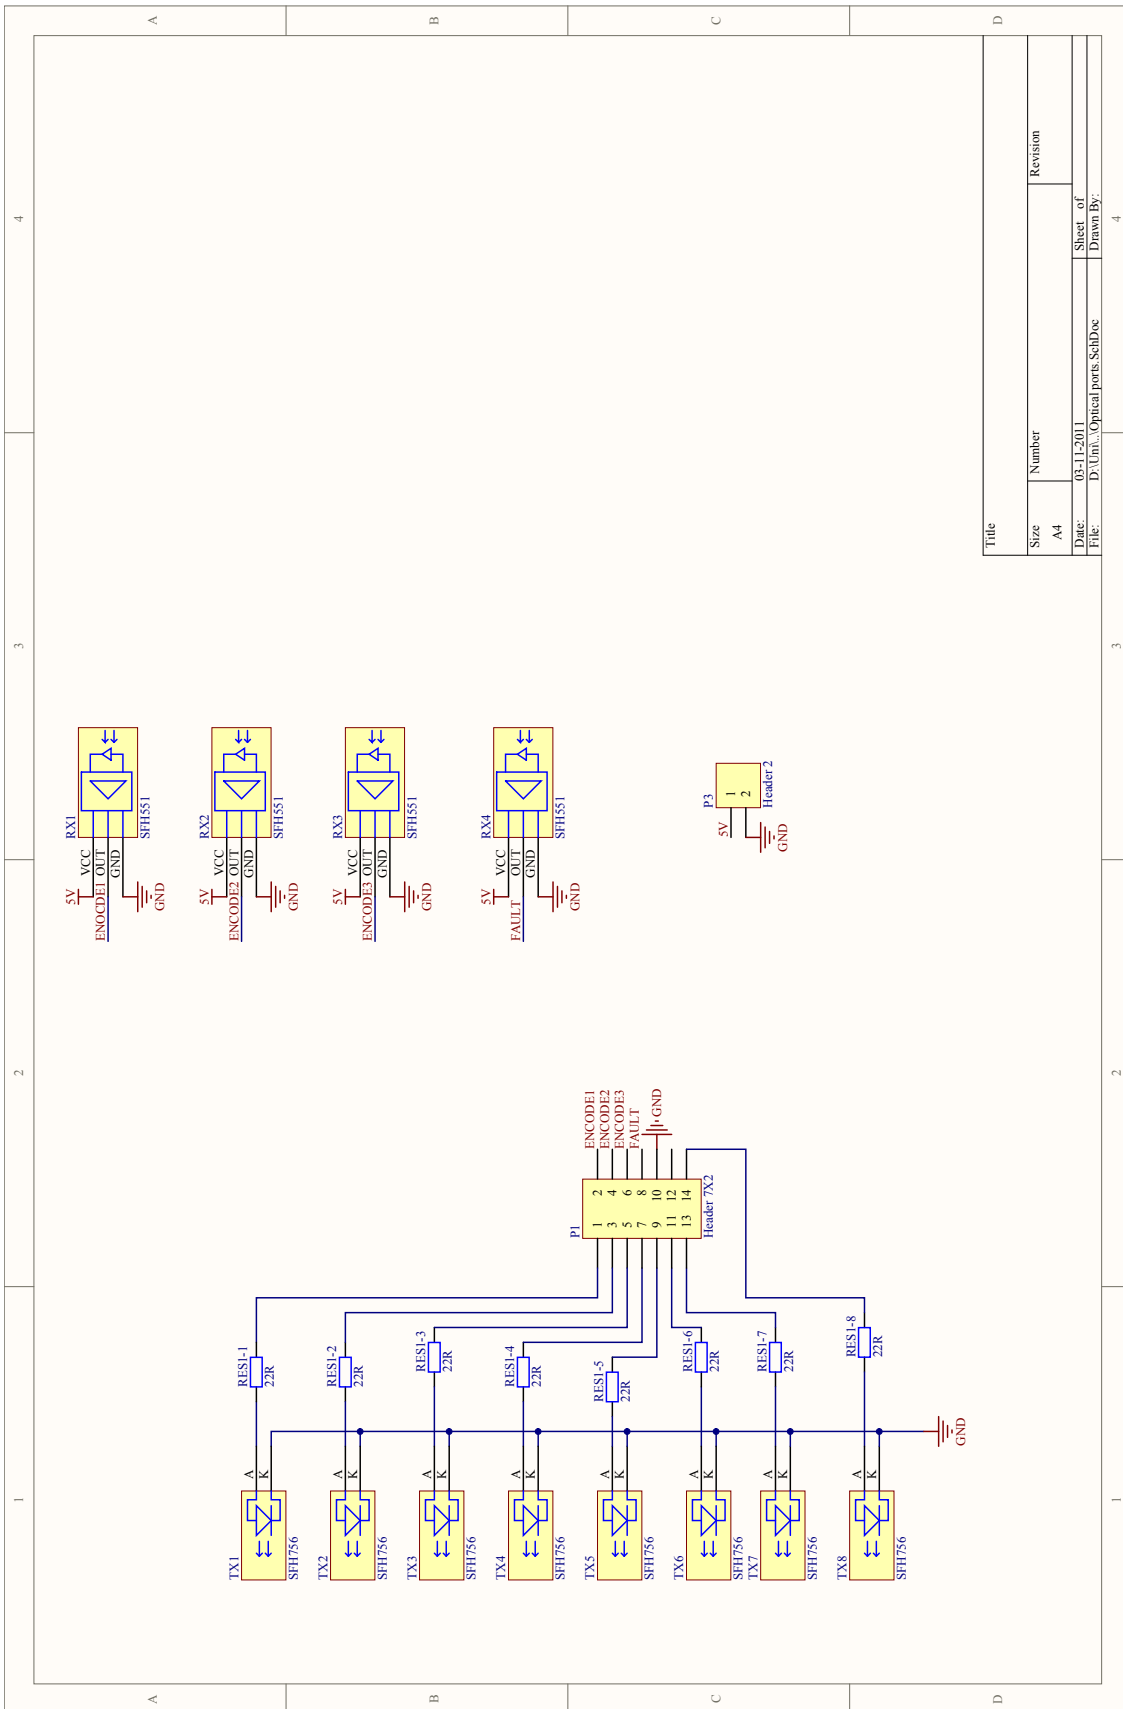 1
2
3
4
A
A
B
B
C
C
D
D
1
2
3
4
TX1
SFH756
A
K
RES1-1
22R
TX2
SFH756
A
K
RES1-2
22R
TX3
SFH756
A
K
RES1-3
22R
TX4
SFH756
A
K
RES1-4
22R
TX5
SFH756
A
K
RES1-5
22R
TX6
SFH756
A
K
RES1-6
22R
TX7
SFH756
A
K
RES1-7
22R
TX8
SFH756
A
K
RES1-8
22R
GND
P1
1 2
3 4
5 6
7 8
9 10
11 12
13 14
Header 7X2
ENCODE1
ENCODE2
ENCODE3
FAULT
GND
RX1
5V
VCC
ENOCDE1 OUT
GND
GND
SFH551
RX2
5V
VCC
ENCODE2 OUT
GND
GND
SFH551
RX3
5V
VCC
ENCODE3 OUT
GND
GND
SFH551
RX4
5V
VCC
FAULT OUT
GND
GND
SFH551
P3
5V
1
2
GND
Header 2
Title
Size
A4
Number
Revision
Date: 03-11-2011 Sheet of
File: D:\Uni\..\Optical ports.SchDoc Drawn By: